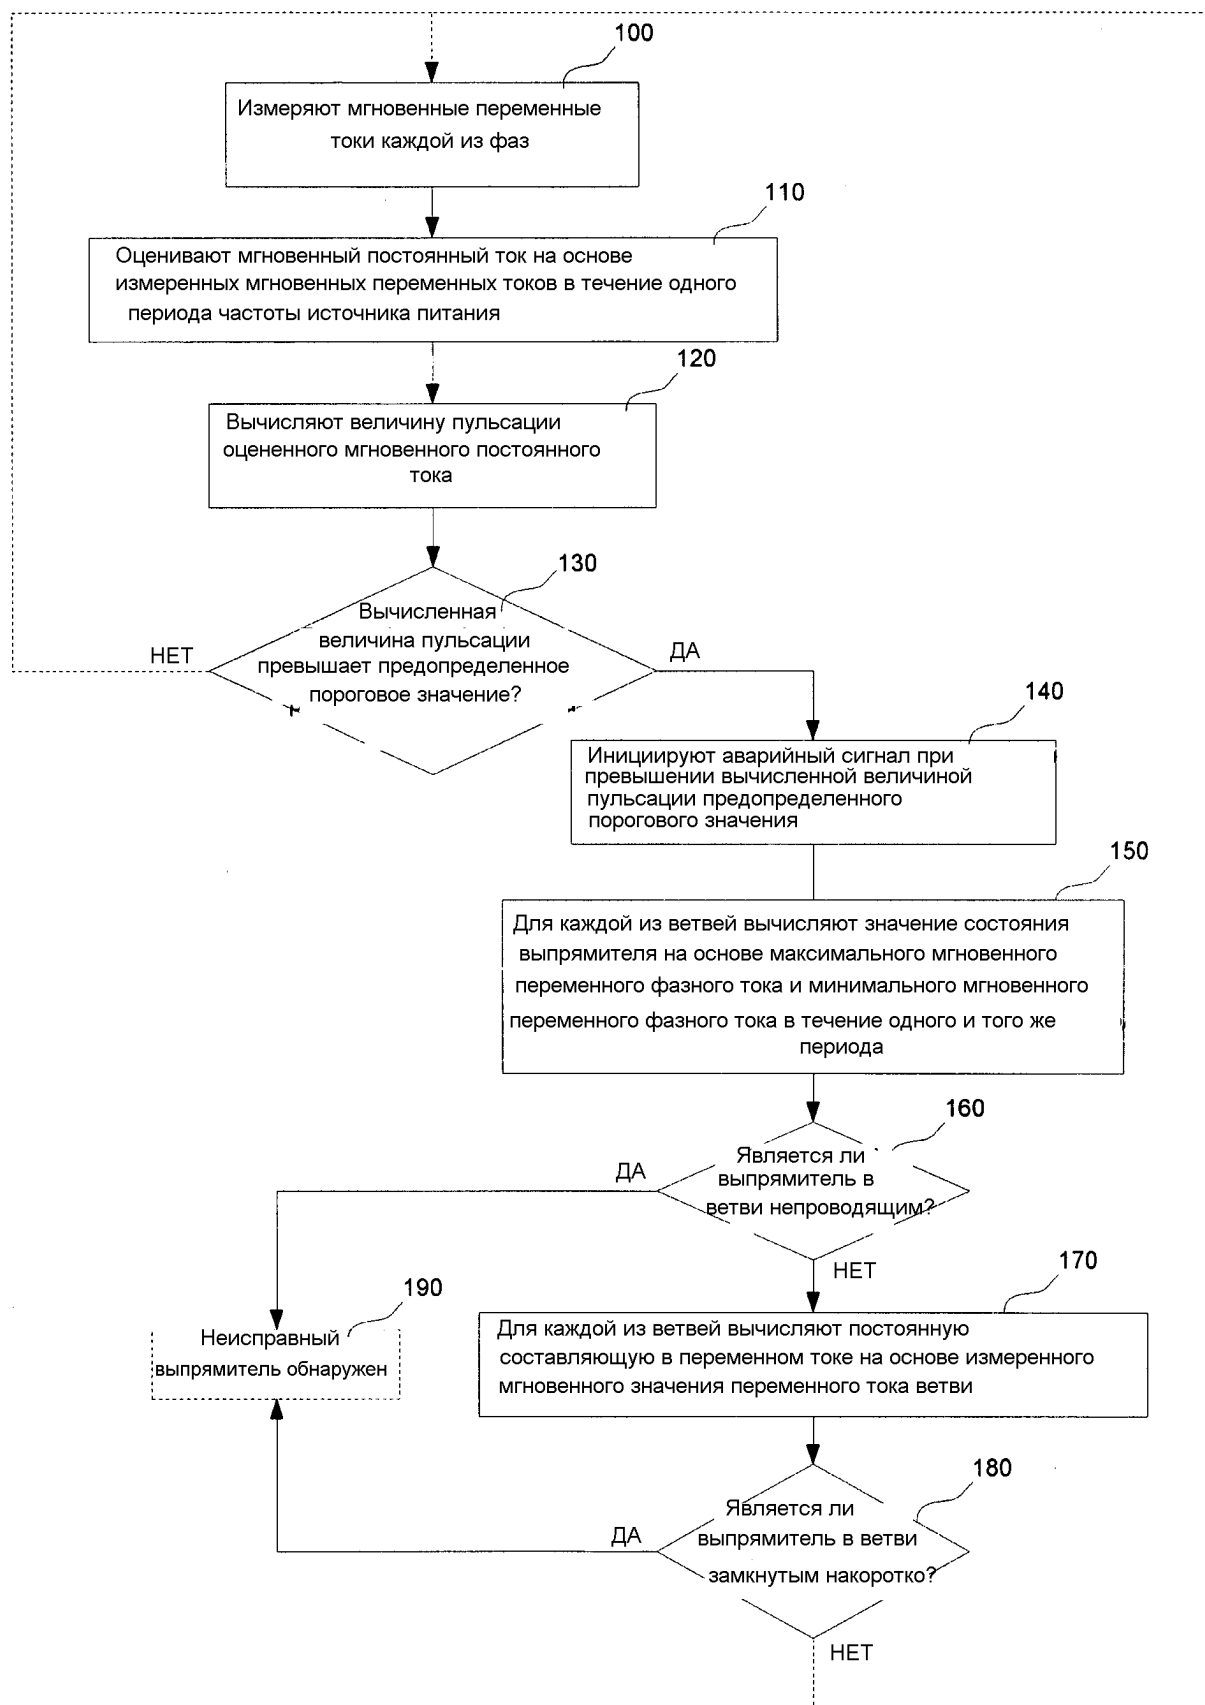 100
Измеряют мгновенные переменные
токи каждой из фаз
110
Оценивают мгновенный постоянный ток на основе
измеренных мгновенных переменных токов в течение одного
периода частоты источника питания
120
Вычисляют величину пульсации
оцененного мгновенного постоянного
тока
130
Вычисленная
величина пульсации
превышает предопределенное
пороговое значение?
НЕТ
ДА
140
Инициируют аварийный сигнал при
превышении вычисленной величиной
пульсации предопределенного
порогового значения
150
Для каждой из ветвей вычисляют значение состояния
выпрямителя на основе максимального мгновенного
переменного фазного тока и минимального мгновенного
переменного фазного тока в течение одного и того же
периода
160
Является ли
выпрямитель в
ветви непроводящим?
ДА
НЕТ
170
Для каждой из ветвей вычисляют постоянную
составляющую в переменном токе на основе измеренного
мгновенного значения переменного тока ветви
190
Неисправный
выпрямитель обнаружен
180
Является ли
выпрямитель в ветви
замкнутым накоротко?
ДА
НЕТ